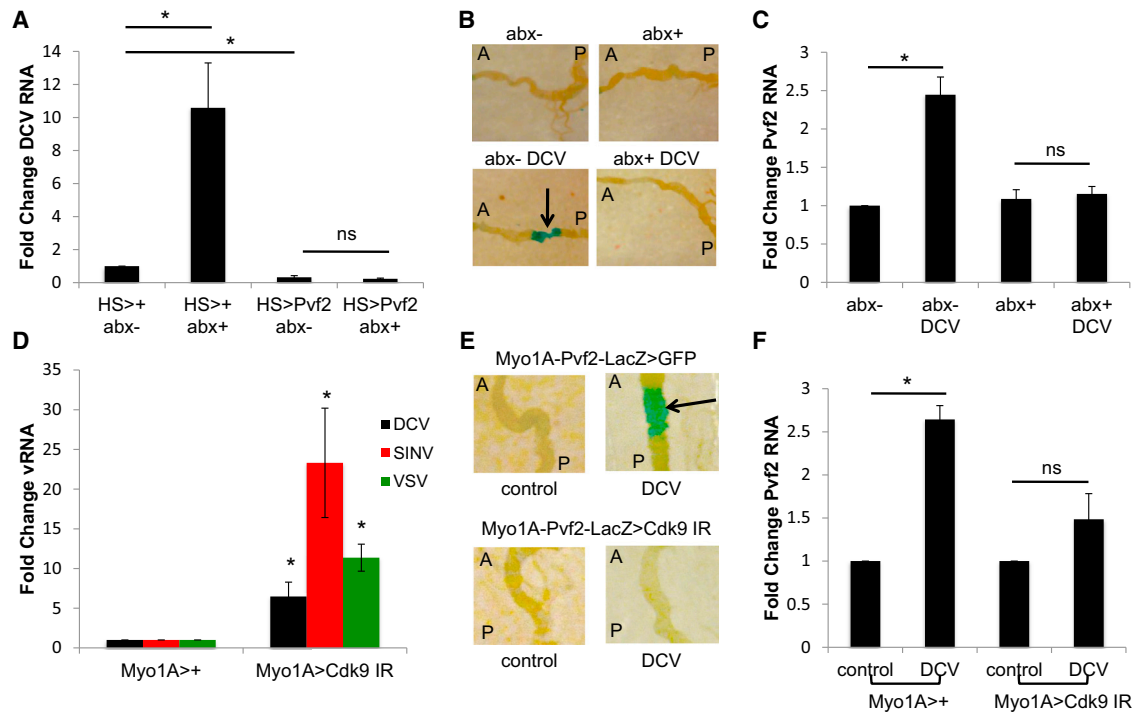 A
Fold Change DCV RNA
14
12
10
8
6
4
2
0
*
*
ns
HS>+ abx-
HS>+ abx+
HS>Pvf2 abx-
HS>Pvf2 abx+
B
abx-
abx+
A
P
A
P
abx- DCV
abx+ DCV
A
P
A
P
C
Fold Change Pvf2 RNA
3
2.5
2
1.5
1
0.5
0
*
ns
abx-
abx- DCV
abx+
abx+ DCV
D
Fold Change vRNA
35
30
25
20
15
10
5
0
*
*
*
DCV
SINV
VSV
Myo1A>+
Myo1A>Cdk9 IR
E
Myo1A-Pvf2-LacZ>GFP
A
P
A
P
control
DCV
Myo1A-Pvf2-LacZ>Cdk9 IR
A
P
A
P
control
DCV
F
Fold Change Pvf2 RNA
3
2.5
2
1.5
1
0.5
0
*
ns
control
DCV
control
DCV
Myo1A>+
Myo1A>Cdk9 IR